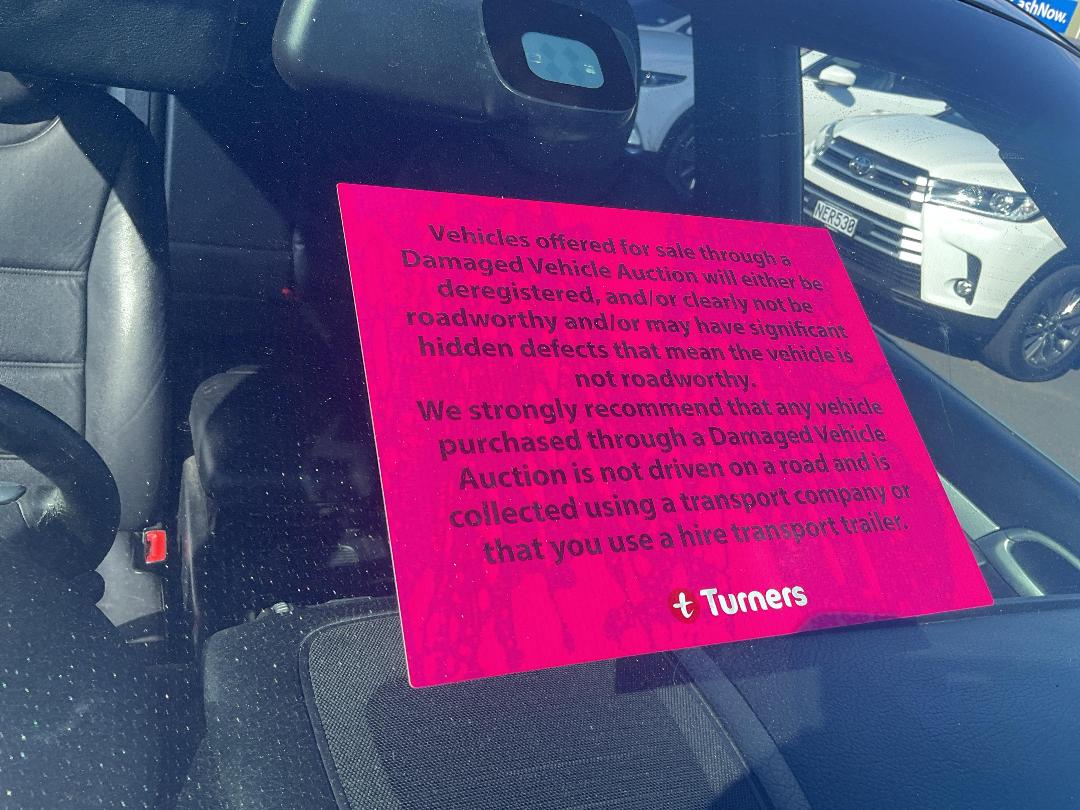 ashNow.
NER530
Vehicles offered for sale through a
Damaged Vehicle Auction will either be
deregistered, and/or clearly not be
roadworthy and/or may have significant
hidden defects that mean the vehicle is
not roadworthy.
We strongly recommend that any vehicle
purchased through a Damaged Vehicle
Auction is not driven on a road and is
collected using a transport company or
that you use a hire transport trailer.
t Turners